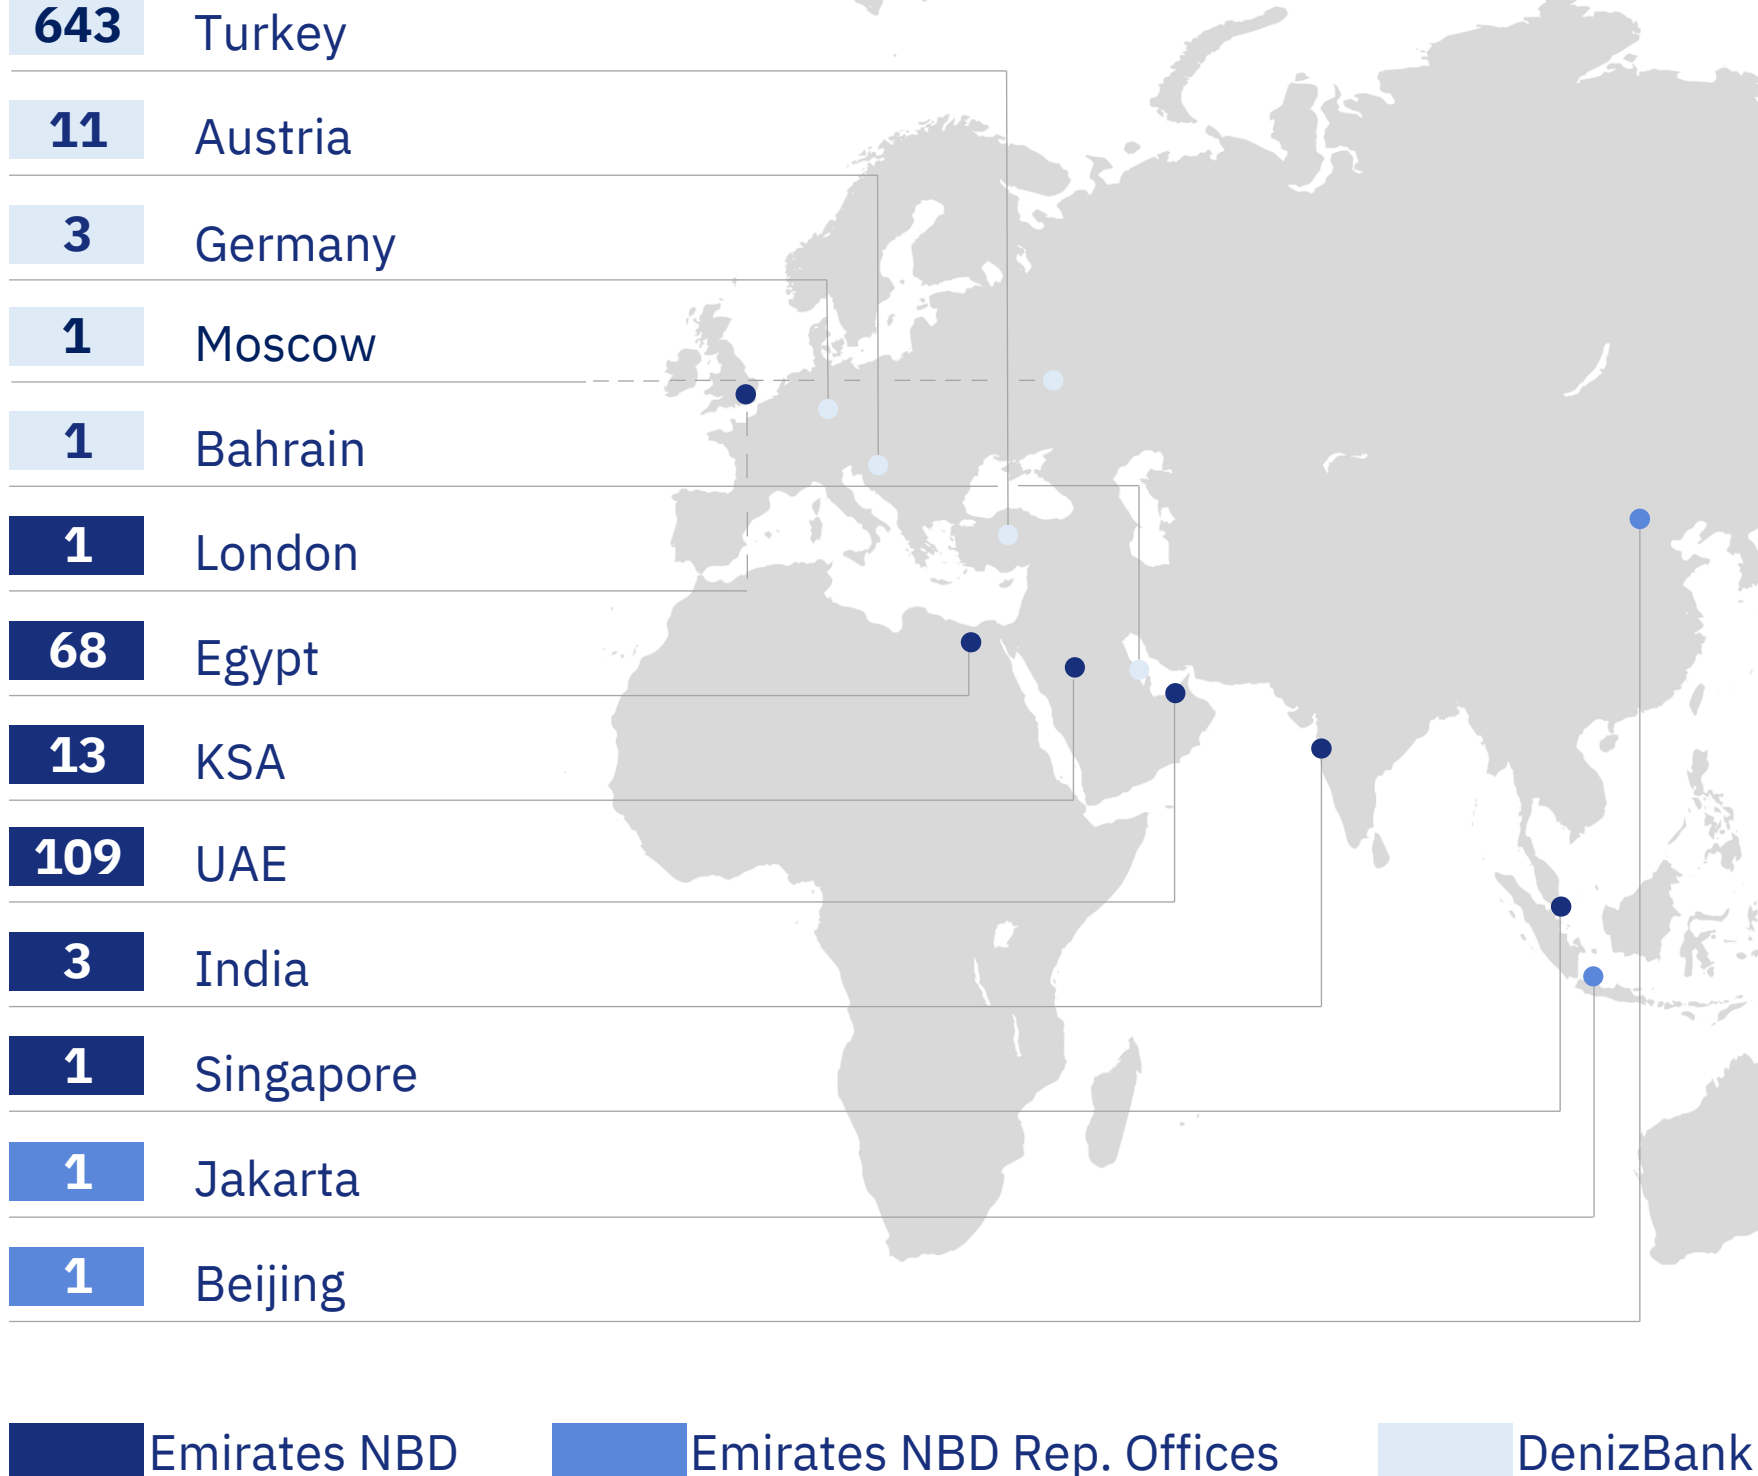 643 Turkey
11 Austria
3 Germany
1 Moscow
1 Bahrain
1 London
68 Egypt
13 KSA
109 UAE
3 India
1 Singapore
1 Jakarta
1 Beijing
Emirates NBD Emirates NBD Rep. Offices DenizBank